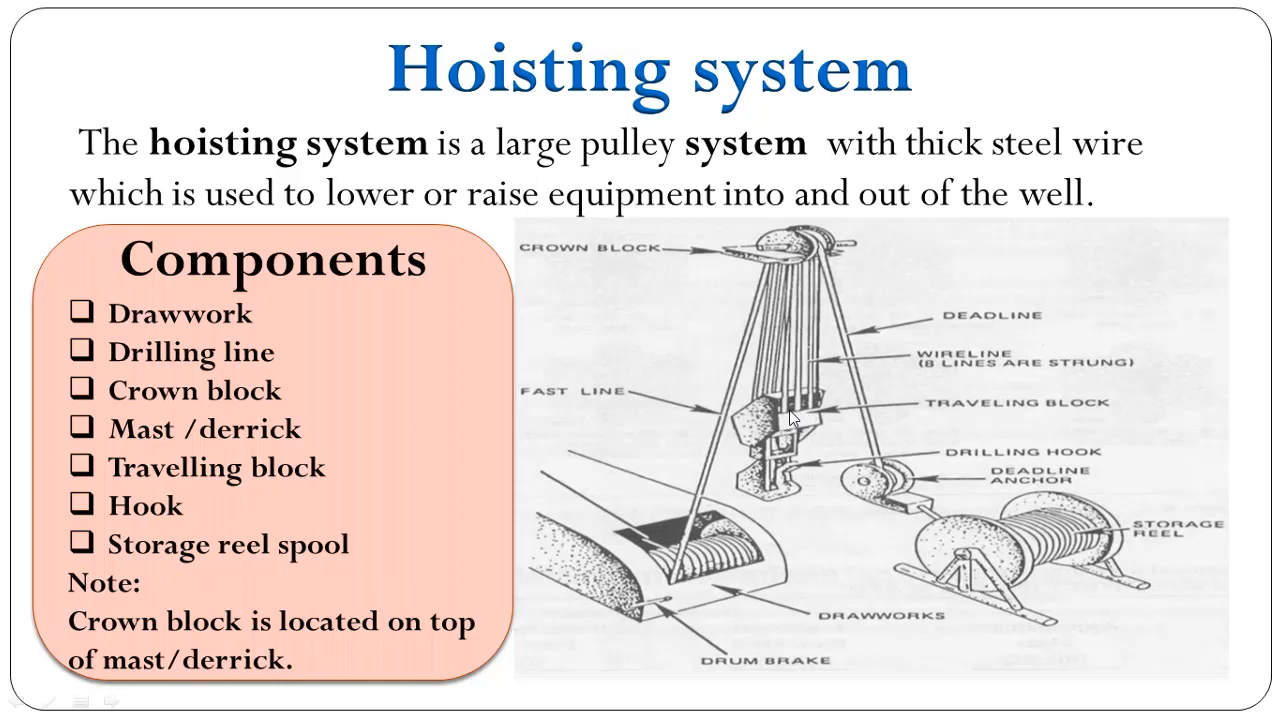 Hoisting system
The hoisting system is a large pulley system with thick steel wire
which is used to lower or raise equipment into and out of the well.
Components
Drawwork
Drilling line
Crown block
Mast /derrick
Travelling block
Hook
Storage reel spool
Note:
Crown block is located on top
of mast/derrick.
CROWN BLOCK
DEADLINE
WIRELINE
(8 LINES ARE STRUNG)
FAST LINE
TRAVELING BLOCK
DRILLING HOOK
DEADLINE
ANCHOR
STORAGE
REEL
DRAWWORKS
DRUM BRAKE